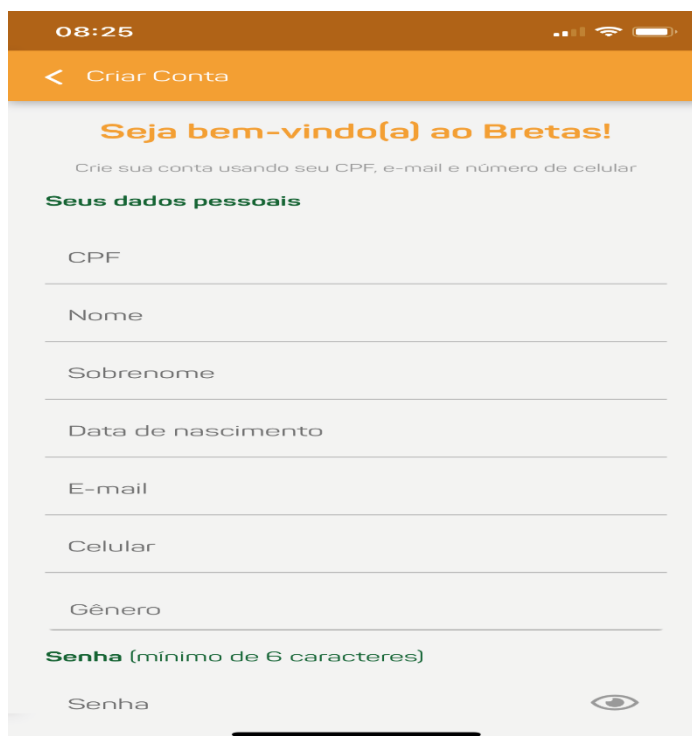 08:25
Criar Conta
Seja bem-vindo(a) ao Bretas!
Crie sua conta usando seu CPF, e-mail e número de celular
Seus dados pessoais
CPF
Nome
Sobrenome
Data de nascimento
E-mail
Celular
Gênero
Senha (mínimo de 6 caracteres)
Senha